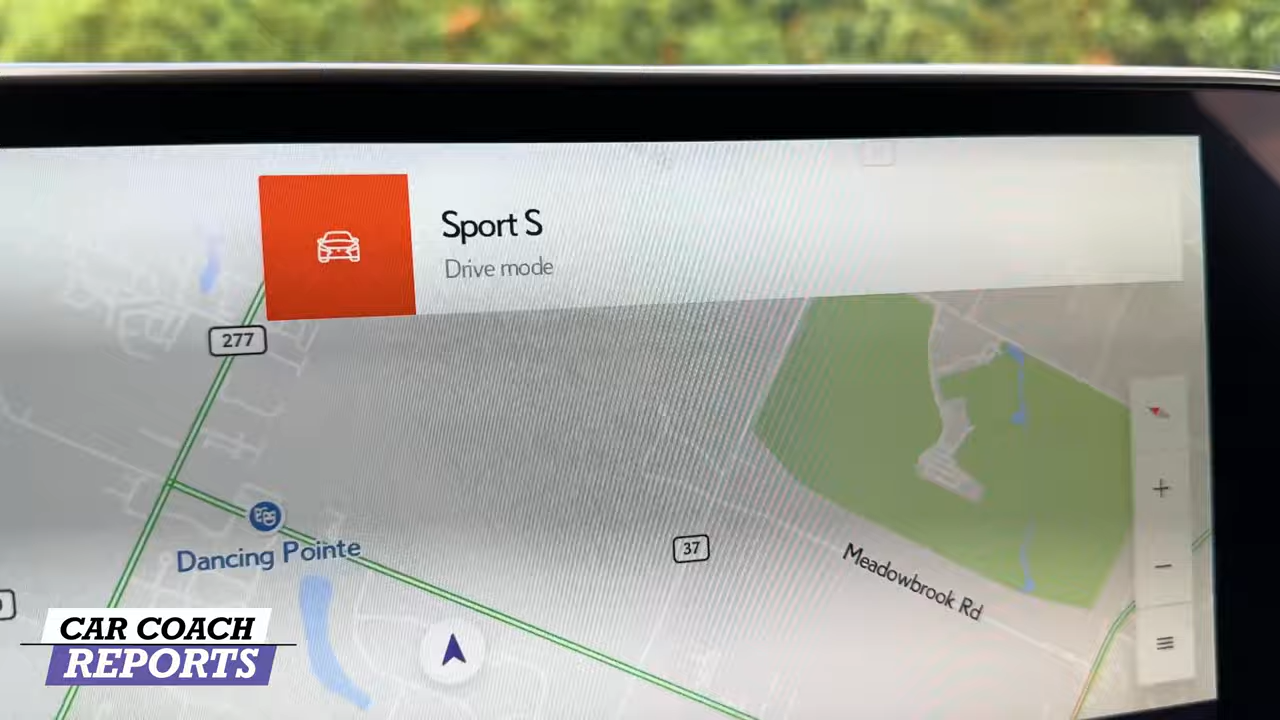 Sport S
Drive mode
277
Dancing Pointe
37
Meadowbrook Rd
+
−
CAR COACH
REPORTS